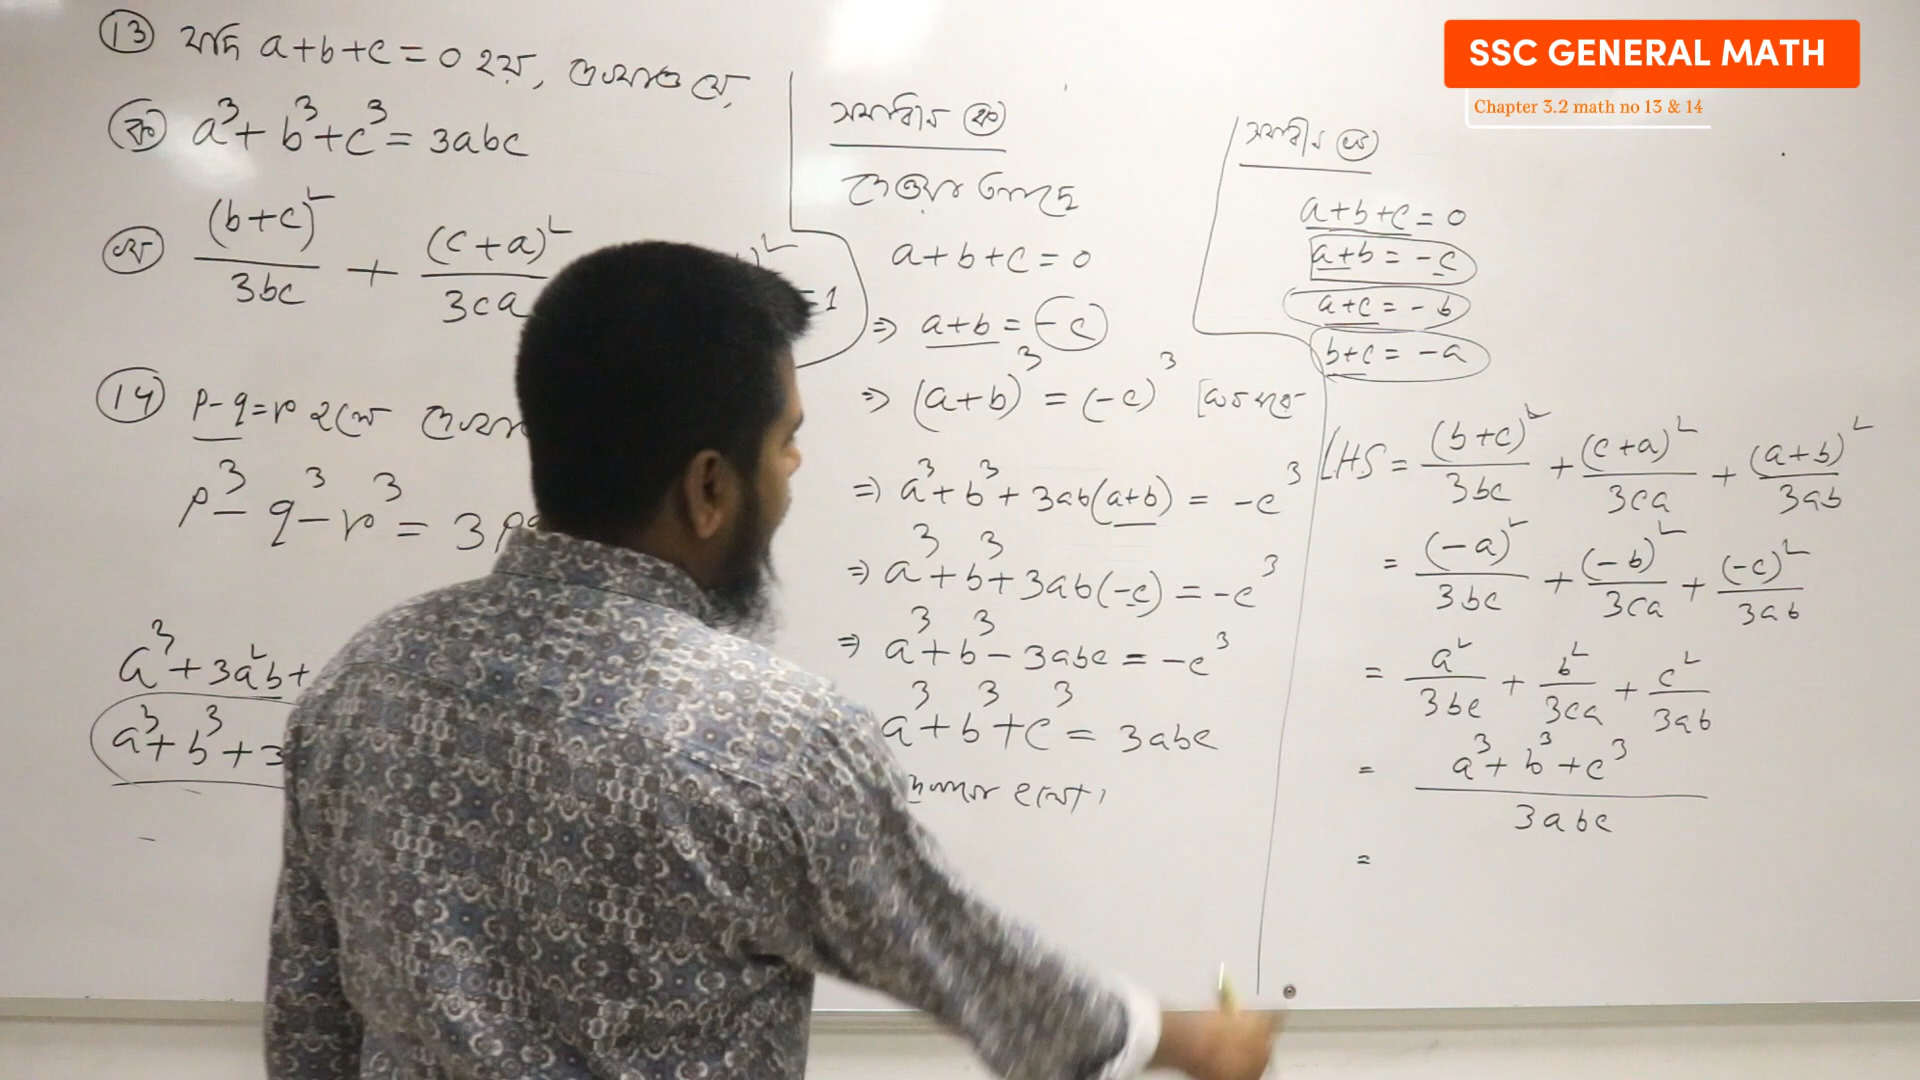 SSC GENERAL MATH
Chapter 3.2 math no 13 & 14
13 যদি a+b+c=0 হয়, দেখাও যে,
ক a³+b³+c³=3abc
খ (b+c)²/3bc + (c+a)²/3ca
1
14 p-q=r হলে দেখাও
p³-q³-r³=3p
a³+3a²b+
a³+b³+3
সমাধান ক
দেওয়া আছে
a+b+c=0
⇒ a+b=-c
⇒ (a+b)³=(-c)³
⇒ a³+b³+3ab(a+b)=-c³
⇒ a³+b³+3ab(-c)=-c³
⇒ a³+b³-3abc=-c³
a³+b³+c³=3abc
হলো।
সমাধান খ
a+b+c=0
a+b=-c
a+c=-b
b+c=-a
LHS = (b+c)²/3bc + (c+a)²/3ca + (a+b)²/3ab
= (-a)²/3bc + (-b)²/3ca + (-c)²/3ab
= a²/3bc + b²/3ca + c²/3ab
= a³+b³+c³/3abc
=